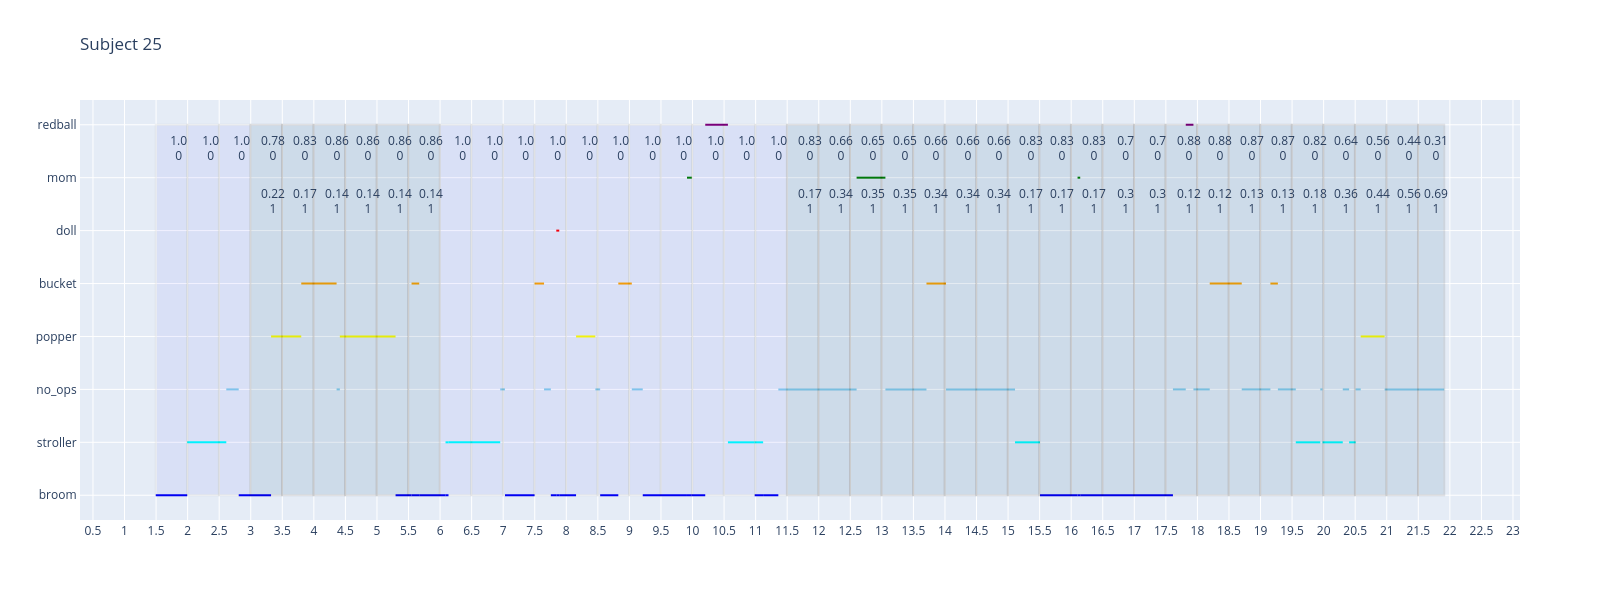 Subject 25
redball
1.0 1.0 1.0 0.78 0.83 0.86 0.86 0.86 0.86 1.0 1.0 1.0 1.0 1.0 1.0 1.0 1.0 1.0 1.0 1.0 0.83 0.66 0.65 0.65 0.66 0.66 0.66 0.83 0.83 0.83 0.7 0.7 0.88 0.88 0.87 0.87 0.82 0.64 0.56 0.44 0.31
0 0 0 0 0 0 0 0 0 0 0 0 0 0 0 0 0 0 0 0 0 0 0 0 0 0 0 0 0 0 0 0 0 0 0 0 0 0 0 0 0
mom
0.22 0.17 0.14 0.14 0.14 0.14 0.17 0.34 0.35 0.35 0.34 0.34 0.34 0.17 0.17 0.17 0.3 0.3 0.12 0.12 0.13 0.13 0.18 0.36 0.44 0.56 0.69
1 1 1 1 1 1 1 1 1 1 1 1 1 1 1 1 1 1 1 1 1 1 1 1 1 1 1
doll
bucket
popper
no_ops
stroller
broom
0.5 1 1.5 2 2.5 3 3.5 4 4.5 5 5.5 6 6.5 7 7.5 8 8.5 9 9.5 10 10.5 11 11.5 12 12.5 13 13.5 14 14.5 15 15.5 16 16.5 17 17.5 18 18.5 19 19.5 20 20.5 21 21.5 22 22.5 23